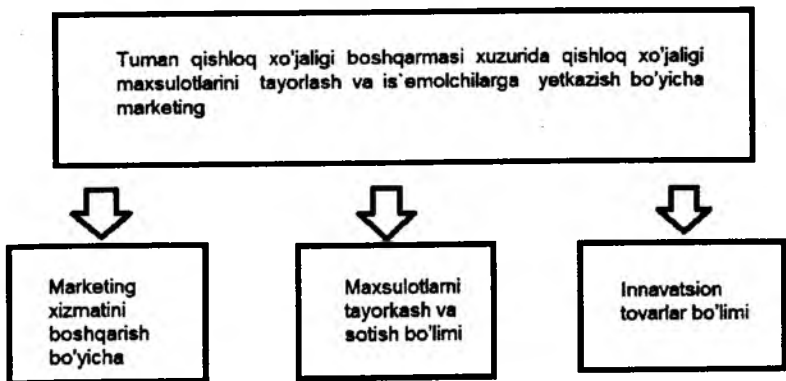 Tuman qishloq xo'jaligi boshqarmasi xuzurida qishloq xo'jaligi
maxsulotlarini tayorlash va is`emolchilarga yetkazish bo'yicha
marketing
Marketing
xizmatini
boshqarish
bo'yicha
Maxsulotlarni
tayorkash va
sotish bo'limi
Innavatsion
tovarlar bo'limi